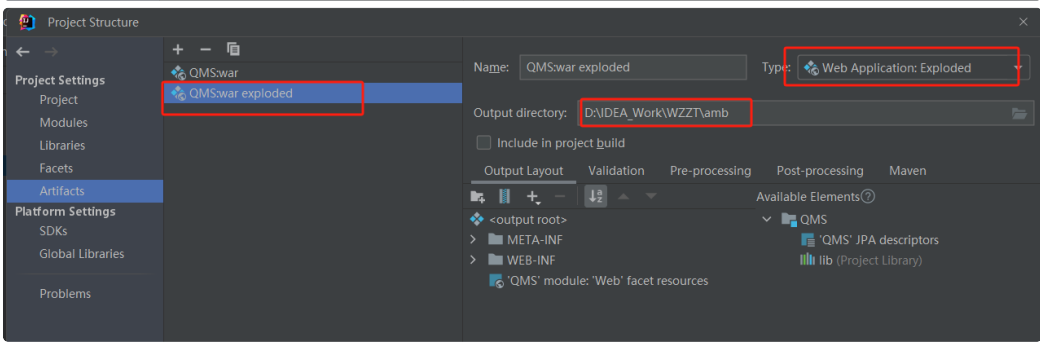 Project Structure
Project Settings
Project
Modules
Libraries
Facets
Artifacts
Platform Settings
SDKs
Global Libraries
Problems
QMS:war
QMS:war exploded
Name: QMS:war exploded Type: Web Application: Exploded
Output directory: D:\IDEA_Work\WZZT\amb
Include in project build
Output Layout Validation Pre-processing Post-processing Maven
Available Elements
<output root>
META-INF
WEB-INF
'QMS' module: 'Web' facet resources
QMS
'QMS' JPA descriptors
lib (Project Library)